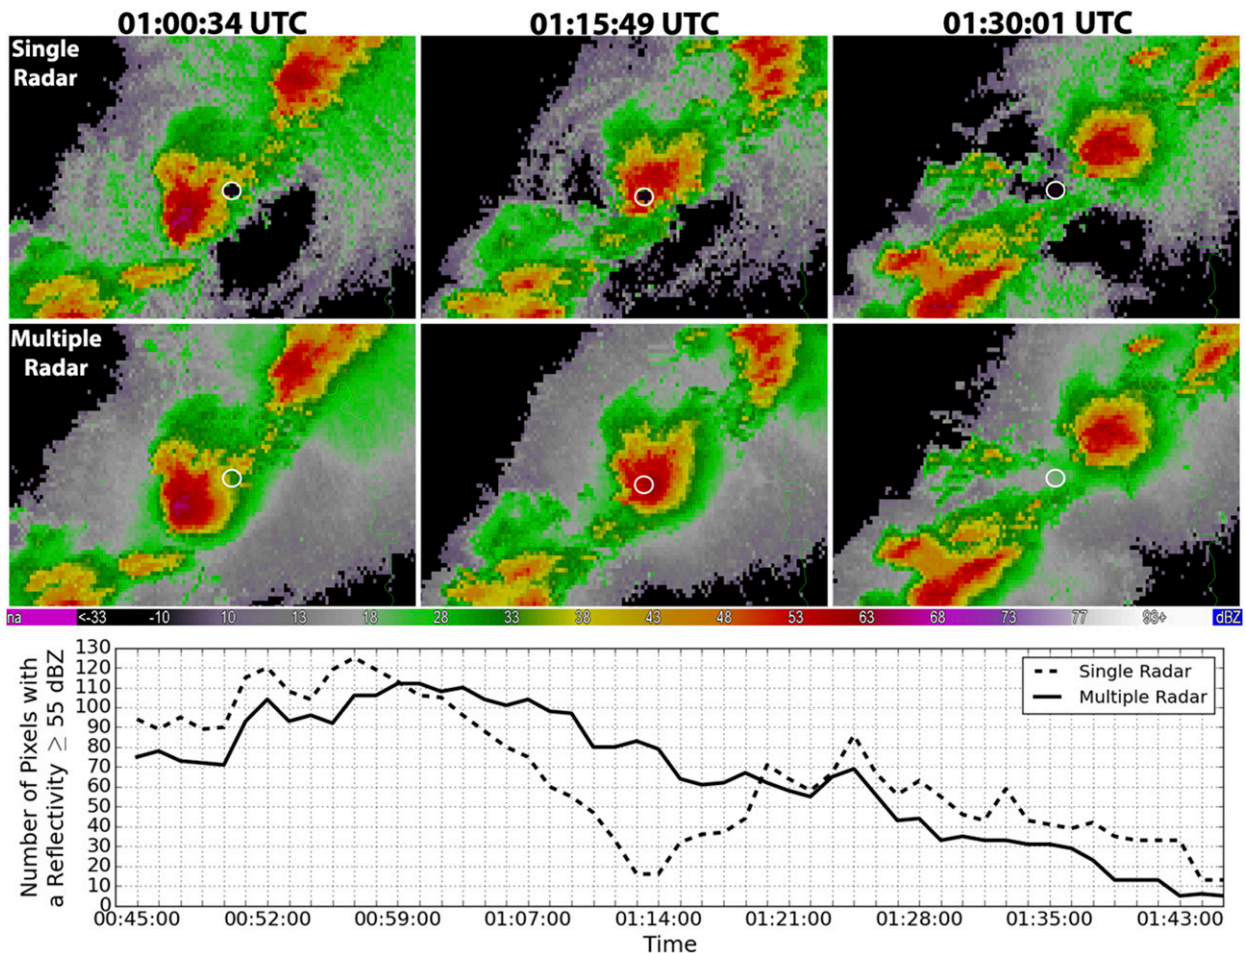 01:00:34 UTC 01:15:49 UTC 01:30:01 UTC
Single
Radar
Multiple
Radar
na <-33 -10 10 13 18 28 33 38 43 48 53 63 68 73 77 93+ dBZ
Number of Pixels with
a Reflectivity ≥ 55 dBZ
130
120
110
100
90
80
70
60
50
40
30
20
10
0
Single Radar
Multiple Radar
00:45:00 00:52:00 00:59:00 01:07:00 01:14:00 01:21:00 01:28:00 01:35:00 01:43:00
Time